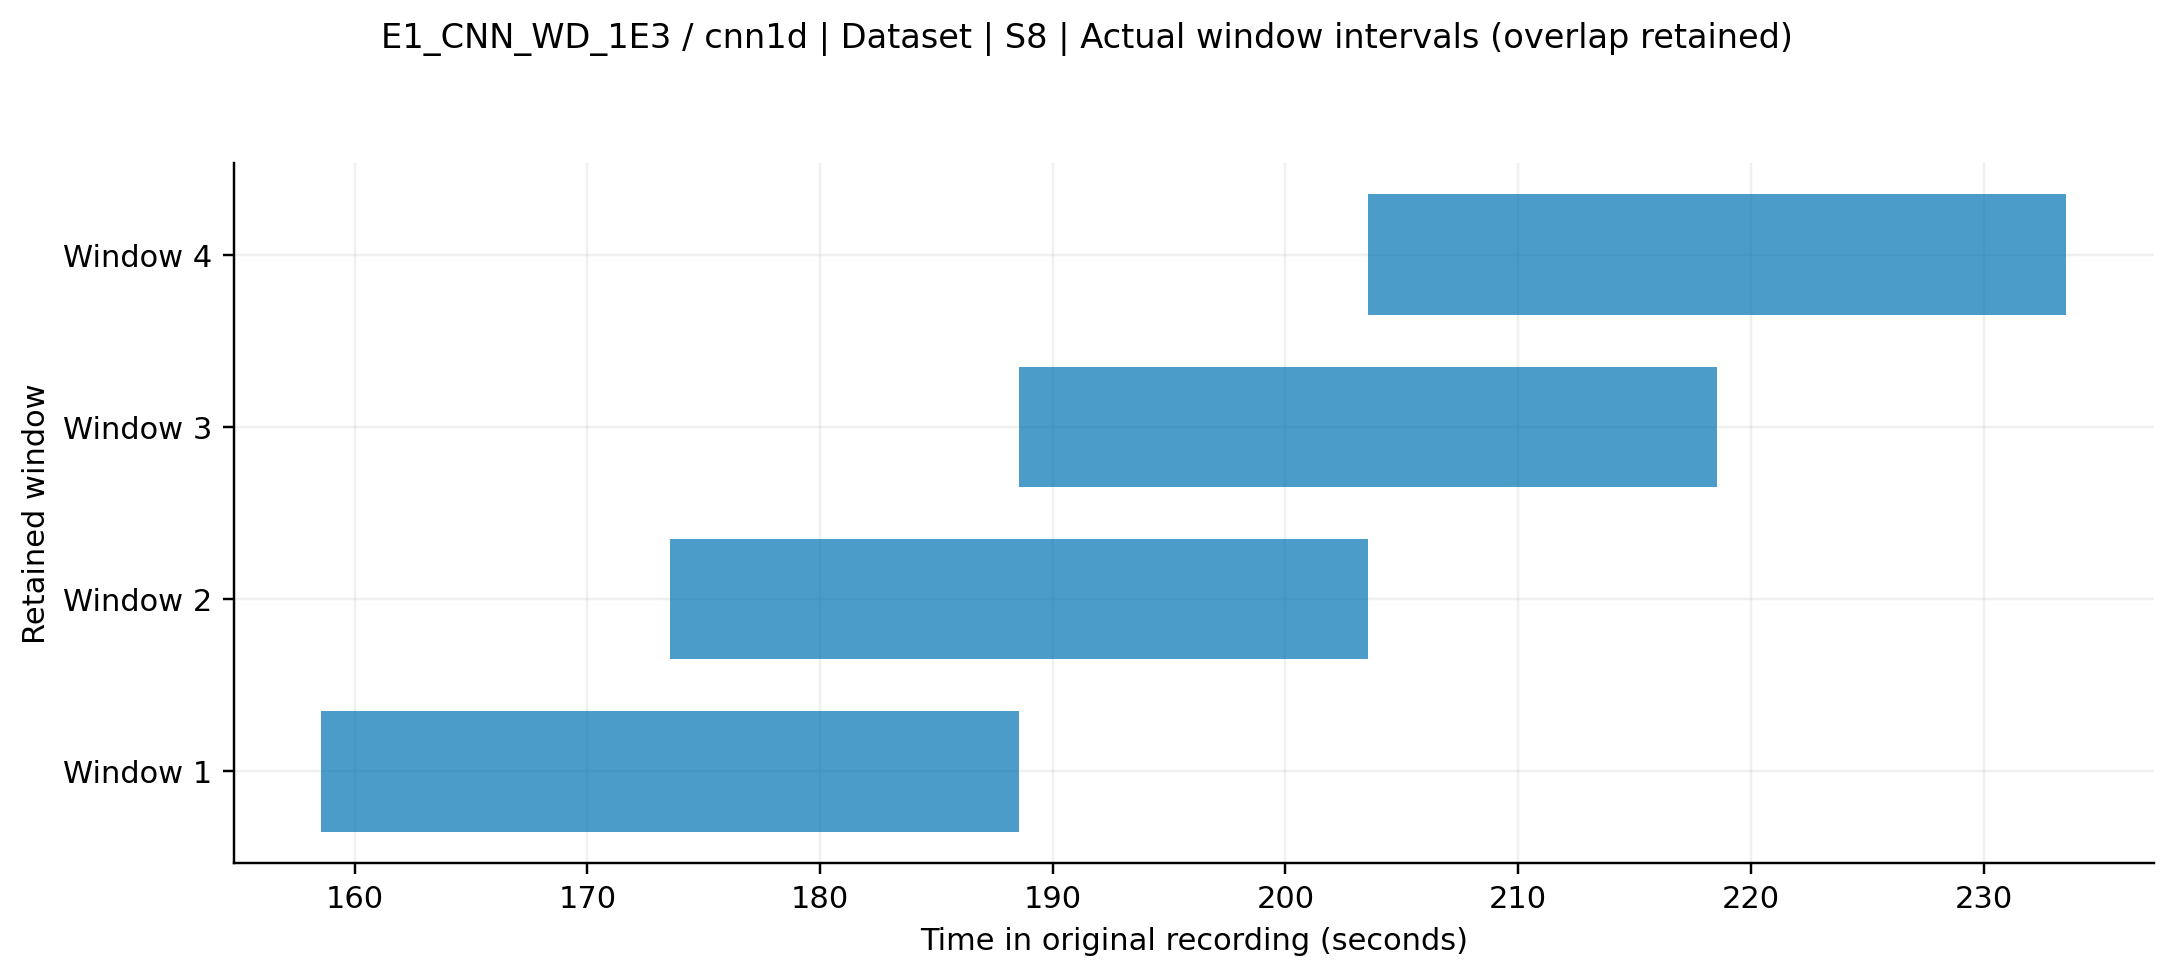 E1_CNN_WD_1E3 / cnn1d | Dataset | S8 | Actual window intervals (overlap retained)
Retained window
Window 4
Window 3
Window 2
Window 1
160 170 180 190 200 210 220 230
Time in original recording (seconds)